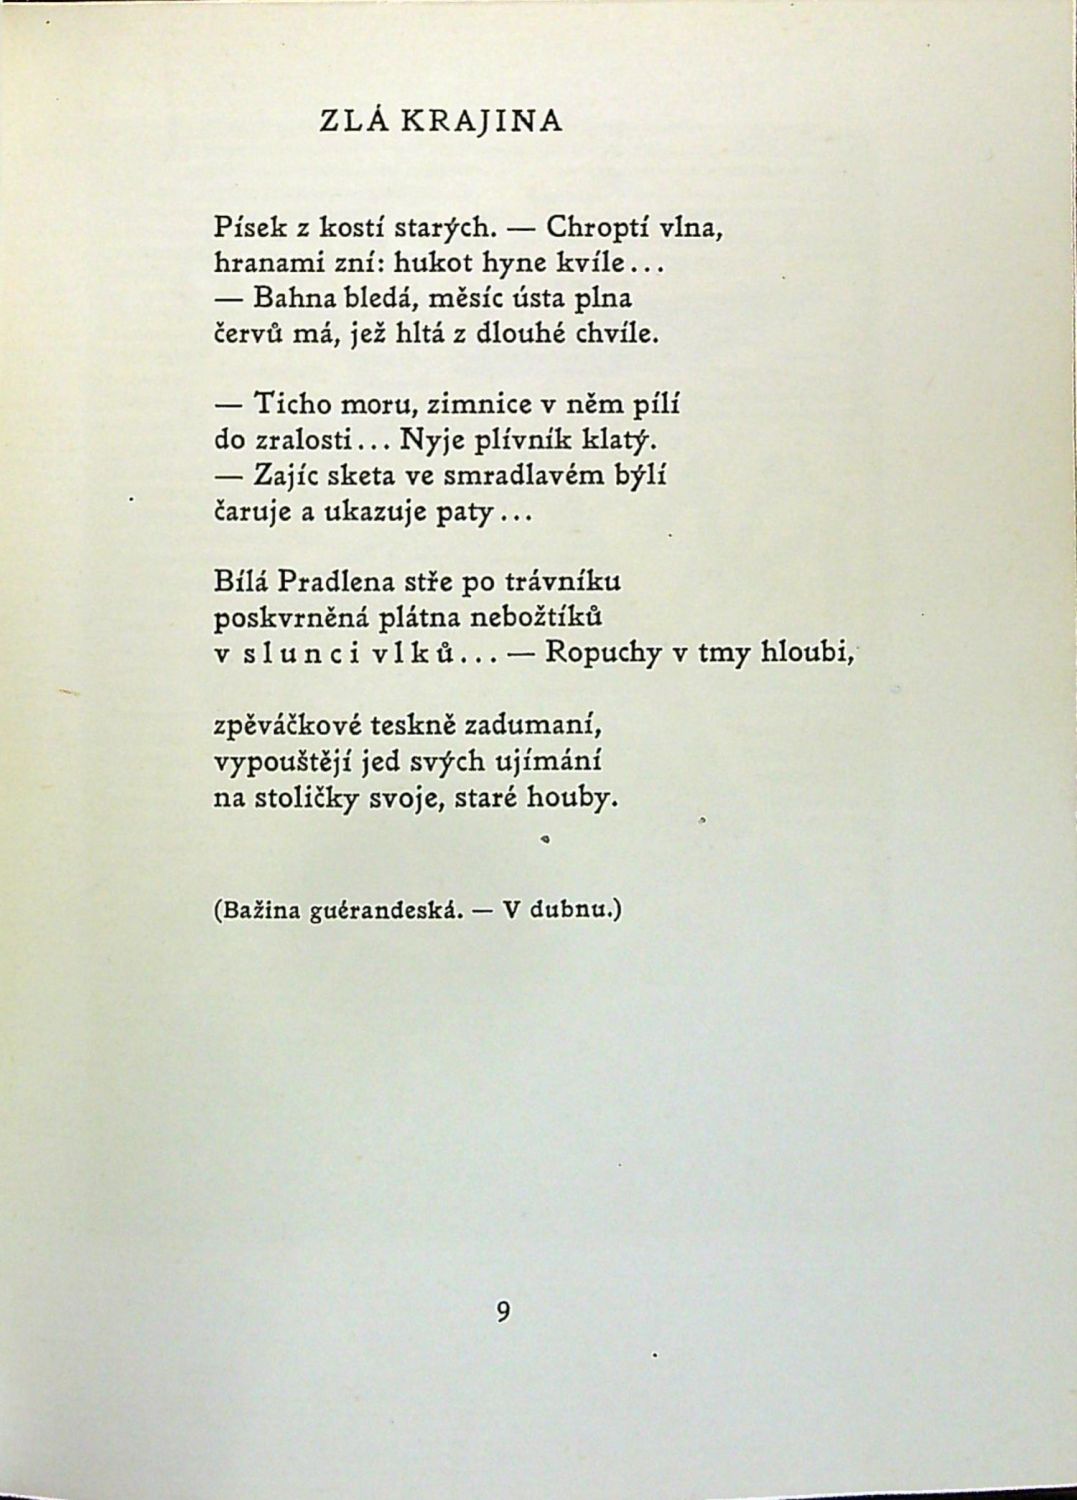 ZLÁ KRAJINA
Písek z kostí starých. — Chroptí vlna,
hranami zní: hukot hyne kvíle...
— Bahna bledá, měsíc ústa plna
červů má, jež hltá z dlouhé chvíle.
— Ticho moru, zimnice v něm pílí
do zralosti... Nyje plívník klatý.
— Zajíc sketa ve smradlavém býlí
čaruje a ukazuje paty...
Bílá Pradlena stře po trávníku
poskvrněná plátna nebožtíků
v slunci vlků... — Ropuchy v tmy hloubi,
zpěváčkové teskně zadumaní,
vypouštějí jed svých ujímání
na stoličky svoje, staré houby.
(Bažina guérandeská. — V dubnu.)
9